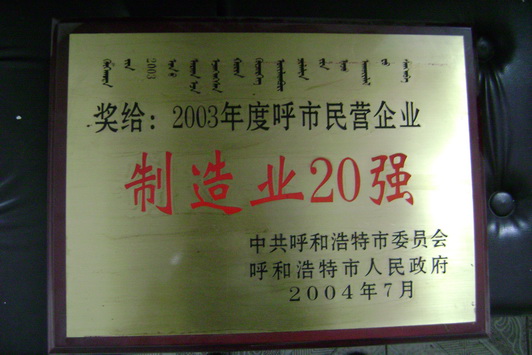 2003
奖给：2003年度呼市民营企业
制造业20强
中共呼和浩特市委员会
呼和浩特市人民政府
2004年7月